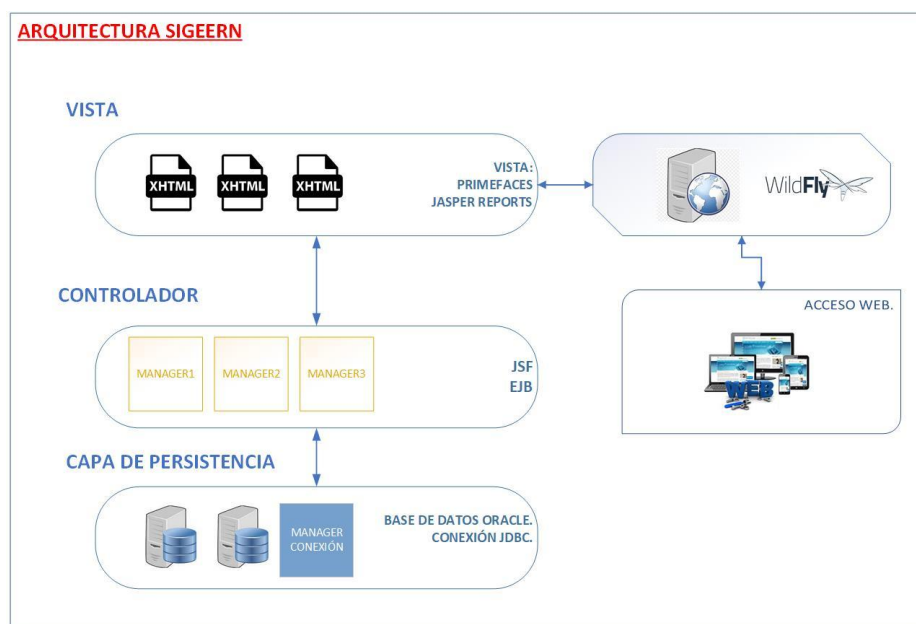 ARQUITECTURA SIGEERN
VISTA
XHTML
XHTML
XHTML
VISTA:
PRIMEFACES
JASPER REPORTS
WildFly
CONTROLADOR
ACCESO WEB.
MANAGER1
MANAGER2
MANAGER3
JSF
EJB
WEB
CAPA DE PERSISTENCIA
MANAGER
CONEXIÓN
BASE DE DATOS ORACLE.
CONEXIÓN JDBC.